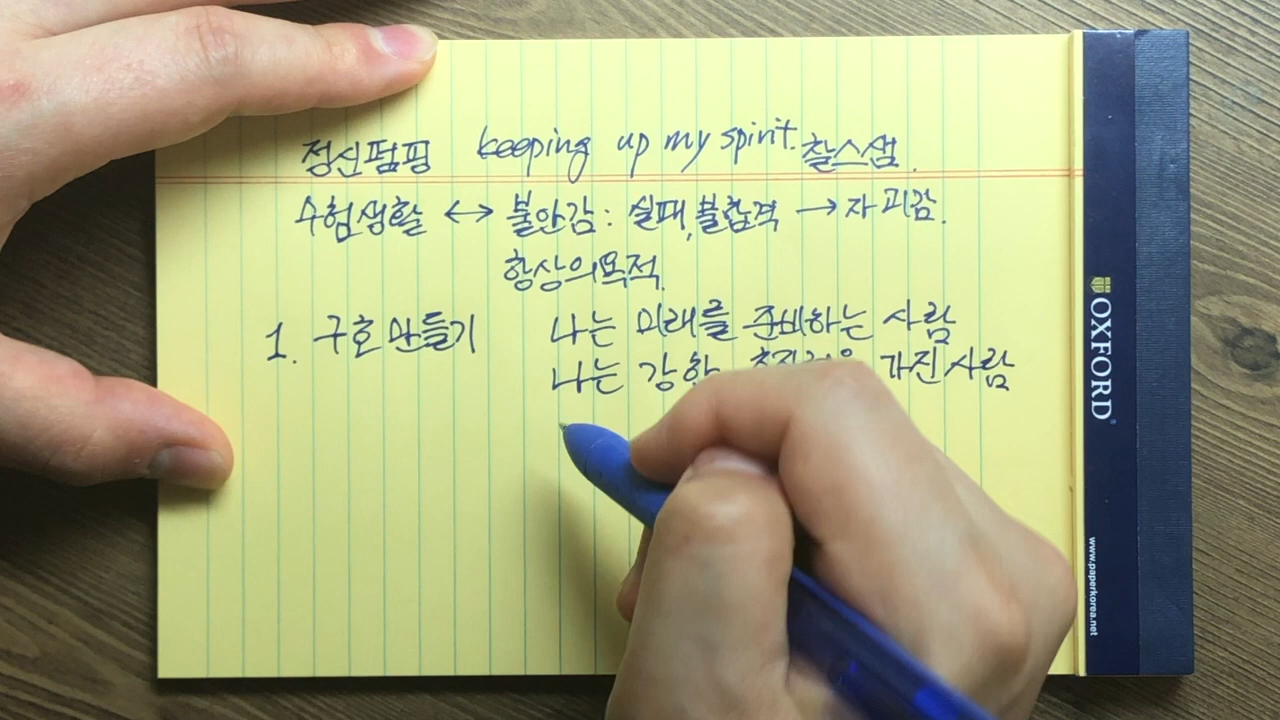 정신펌핑 keeping up my spirit. 찰스샘.
수험생활 ↔ 불안감: 실패, 불합격 → 자괴감.
항상의목적.
1. 구호만들기 나는 미래를 준비하는 사람
나는 강한 가진사람
OXFORD®
www.paperkorea.net